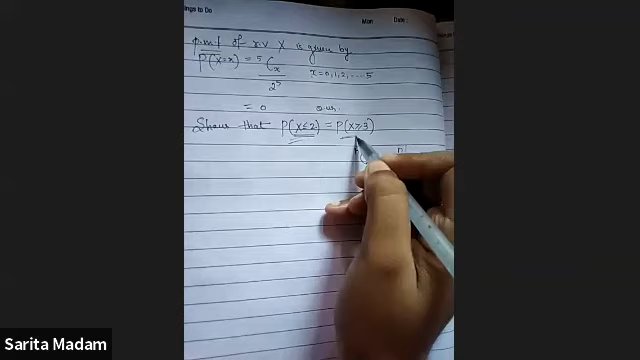 ngs to Do
Mon Date:
p.m.f of r.v X is given by
P(X=x) = ⁵Cx / 2⁵ x=0,1,2,....5
= 0 o.w.
Show that P(X≤2) = P(X≥3)
Sarita Madam